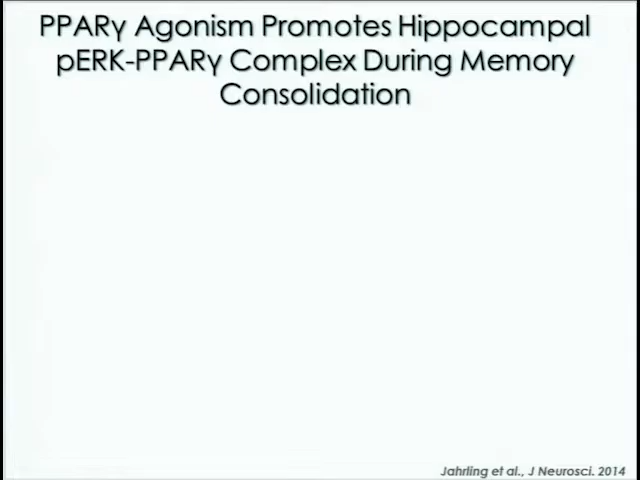 PPARγ Agonism Promotes Hippocampal
pERK-PPARγ Complex During Memory
Consolidation
Jahrling et al., J Neurosci. 2014